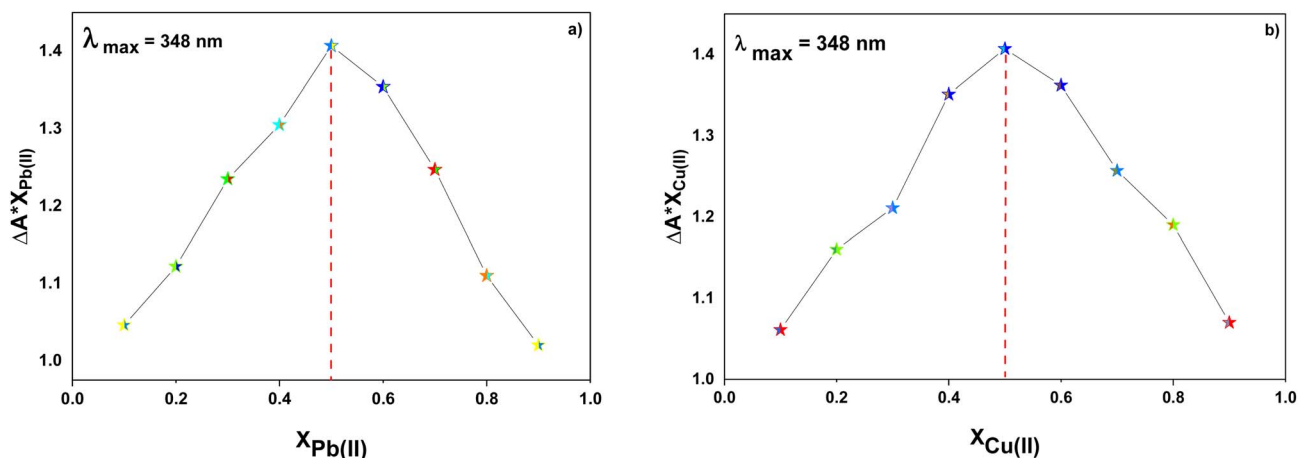 λmax = 348 nm
a)
ΔA*XPb(II)
1.4
1.3
1.2
1.1
1.0
0.0 0.2 0.4 0.6 0.8 1.0
XPb(II)
λmax = 348 nm
b)
ΔA*XCu(II)
1.4
1.3
1.2
1.1
1.0
0.0 0.2 0.4 0.6 0.8 1.0
XCu(II)